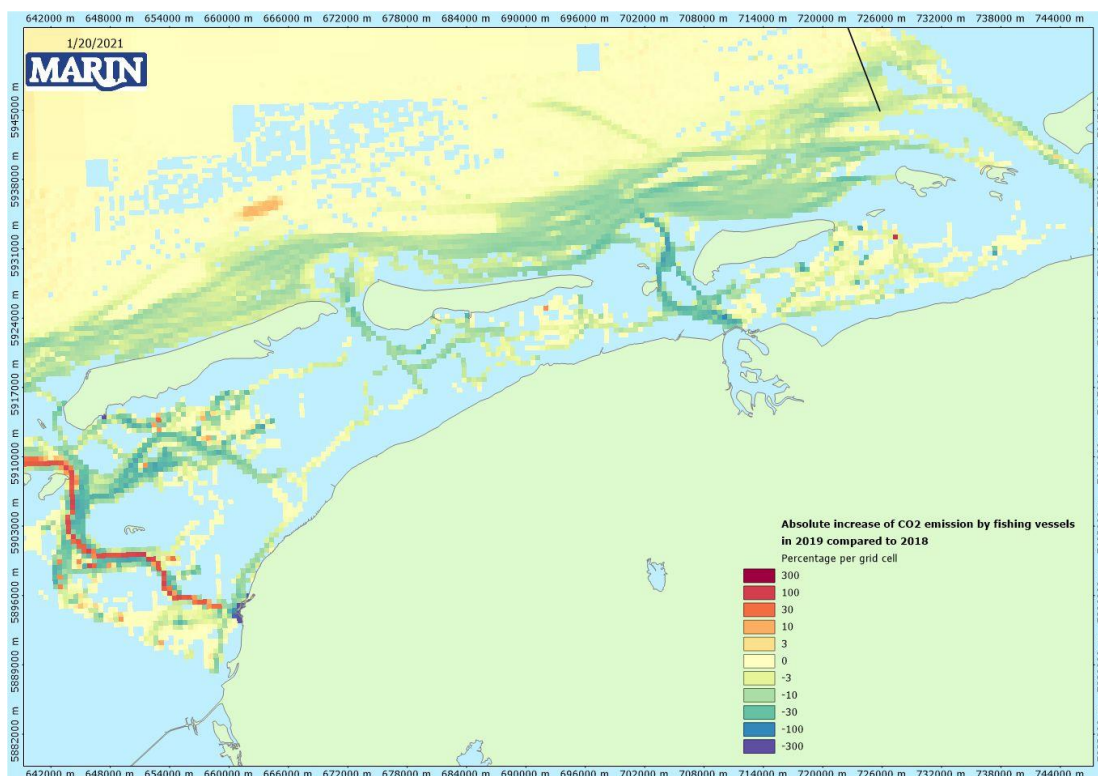 642000 m 648000 m 654000 m 660000 m 666000 m 672000 m 678000 m 684000 m 690000 m 696000 m 702000 m 708000 m 714000 m 720000 m 726000 m 732000 m 738000 m 744000 m
1/20/2021
MARIN
5945000 m
5938000 m
5931000 m
5924000 m
5917000 m
5910000 m
5903000 m
5896000 m
5889000 m
5882000 m
Absolute increase of CO2 emission by fishing vessels
in 2019 compared to 2018
Percentage per grid cell
300
100
30
10
3
0
-3
-10
-30
-100
-300
642000 m 648000 m 654000 m 660000 m 666000 m 672000 m 678000 m 684000 m 690000 m 696000 m 702000 m 708000 m 714000 m 720000 m 726000 m 732000 m 738000 m 744000 m